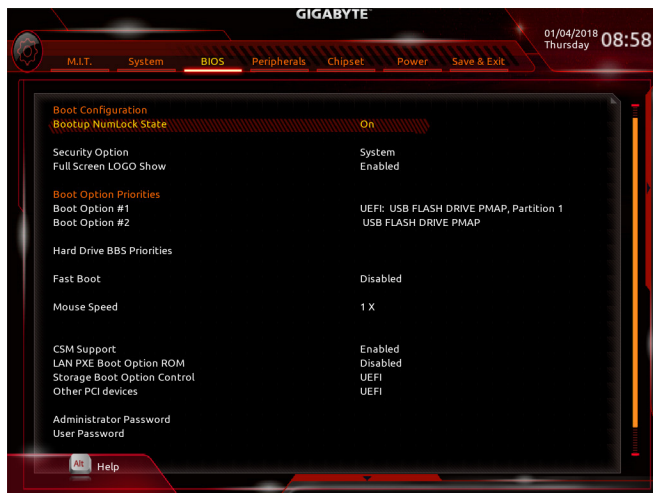 GIGABYTE™
01/04/2018
Thursday
08:58
M.I.T. System BIOS Peripherals Chipset Power Save & Exit
Boot Configuration
Bootup NumLock State On
Security Option System
Full Screen LOGO Show Enabled
Boot Option Priorities
Boot Option #1 UEFI: USB FLASH DRIVE PMAP, Partition 1
Boot Option #2 USB FLASH DRIVE PMAP
Hard Drive BBS Priorities
Fast Boot Disabled
Mouse Speed 1 X
CSM Support Enabled
LAN PXE Boot Option ROM Disabled
Storage Boot Option Control UEFI
Other PCI devices UEFI
Administrator Password
User Password
Alt Help